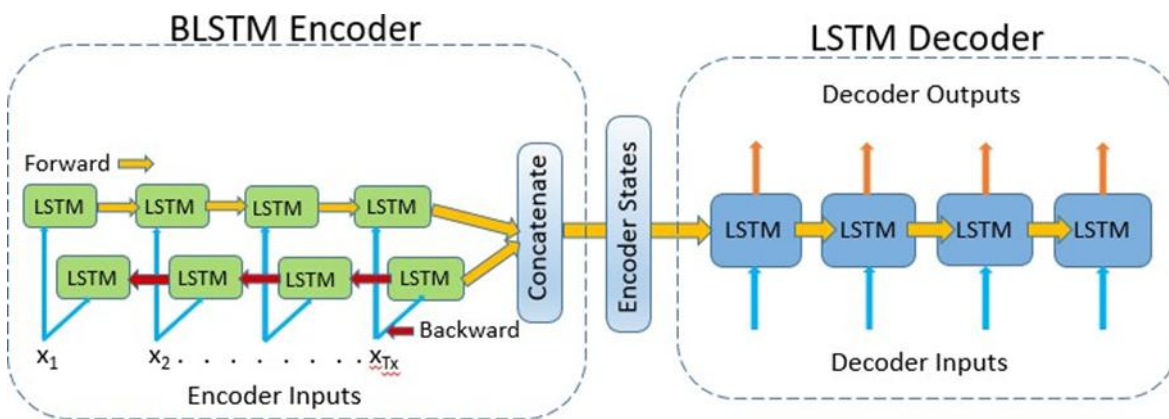 BLSTM Encoder
LSTM Decoder
Decoder Outputs
Forward
LSTM LSTM LSTM LSTM
LSTM LSTM LSTM LSTM
Concatenate
Encoder States
LSTM LSTM LSTM LSTM
Backward
x1 x2 . . . . . . . . . . . xTx
Encoder Inputs
Decoder Inputs